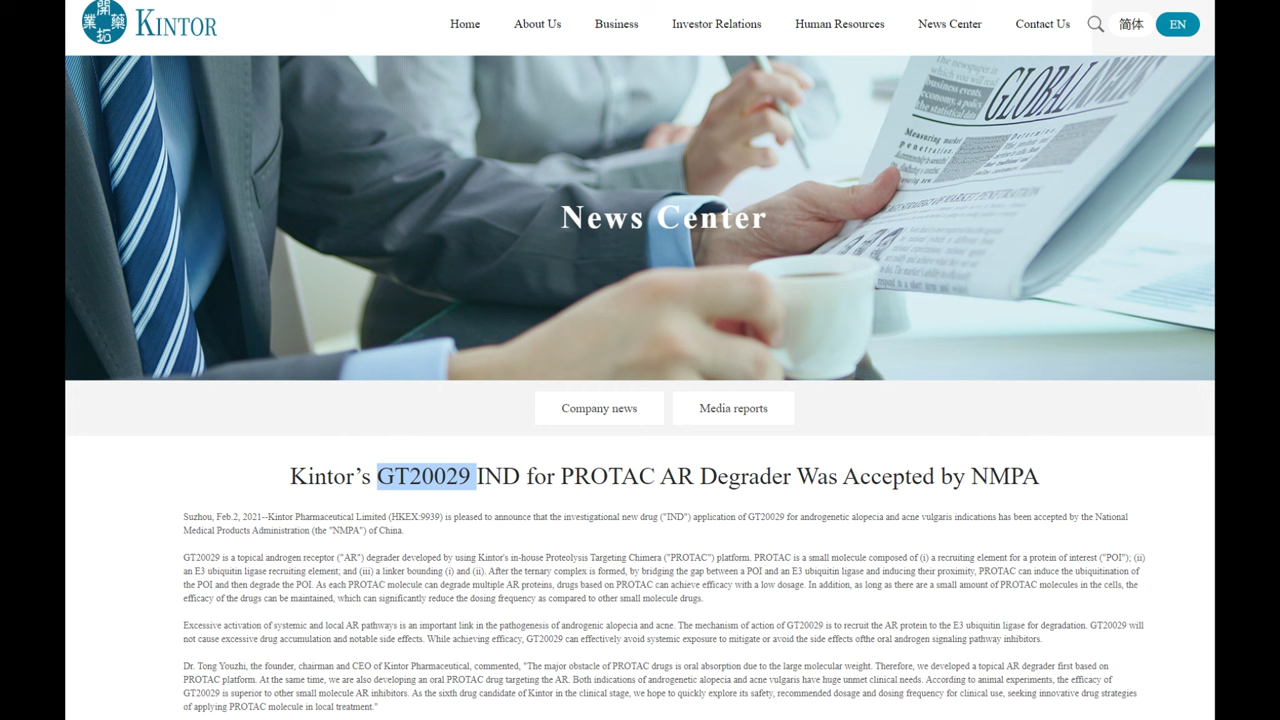 開
業 藥
拓
KINTOR
Home About Us Business Investor Relations Human Resources News Center Contact Us 简体 EN
The newspaper in
which you will read
business events,
economy, a policy
the statistical data
GLOBAL NEWS
Measuring market
penetration
News Center
Company news Media reports
Kintor’s GT20029 IND for PROTAC AR Degrader Was Accepted by NMPA
Suzhou, Feb.2, 2021--Kintor Pharmaceutical Limited (HKEX:9939) is pleased to announce that the investigational new drug ("IND") application of GT20029 for androgenetic alopecia and acne vulgaris indications has been accepted by the National
Medical Products Administration (the "NMPA") of China.
GT20029 is a topical androgen receptor ("AR") degrader developed by using Kintor's in-house Proteolysis Targeting Chimera ("PROTAC") platform. PROTAC is a small molecule composed of (i) a recruiting element for a protein of interest ("POI"); (ii)
an E3 ubiquitin ligase recruiting element; and (iii) a linker bounding (i) and (ii). After the ternary complex is formed, by bridging the gap between a POI and an E3 ubiquitin ligase and inducing their proximity, PROTAC can induce the ubiquitination of
the POI and then degrade the POI. As each PROTAC molecule can degrade multiple AR proteins, drugs based on PROTAC can achieve efficacy with a low dosage. In addition, as long as there are a small amount of PROTAC molecules in the cells, the
efficacy of the drugs can be maintained, which can significantly reduce the dosing frequency as compared to other small molecule drugs.
Excessive activation of systemic and local AR pathways is an important link in the pathogenesis of androgenic alopecia and acne. The mechanism of action of GT20029 is to recruit the AR protein to the E3 ubiquitin ligase for degradation. GT20029 will
not cause excessive drug accumulation and notable side effects. While achieving efficacy, GT20029 can effectively avoid systemic exposure to mitigate or avoid the side effects ofthe oral androgen signaling pathway inhibitors.
Dr. Tong Youzhi, the founder, chairman and CEO of Kintor Pharmaceutical, commented, "The major obstacle of PROTAC drugs is oral absorption due to the large molecular weight. Therefore, we developed a topical AR degrader first based on
PROTAC platform. At the same time, we are also developing an oral PROTAC drug targeting the AR. Both indications of androgenetic alopecia and acne vulgaris have huge unmet clinical needs. According to animal experiments, the efficacy of
GT20029 is superior to other small molecule AR inhibitors. As the sixth drug candidate of Kintor in the clinical stage, we hope to quickly explore its safety, recommended dosage and dosing frequency for clinical use, seeking innovative drug strategies
of applying PROTAC molecule in local treatment."